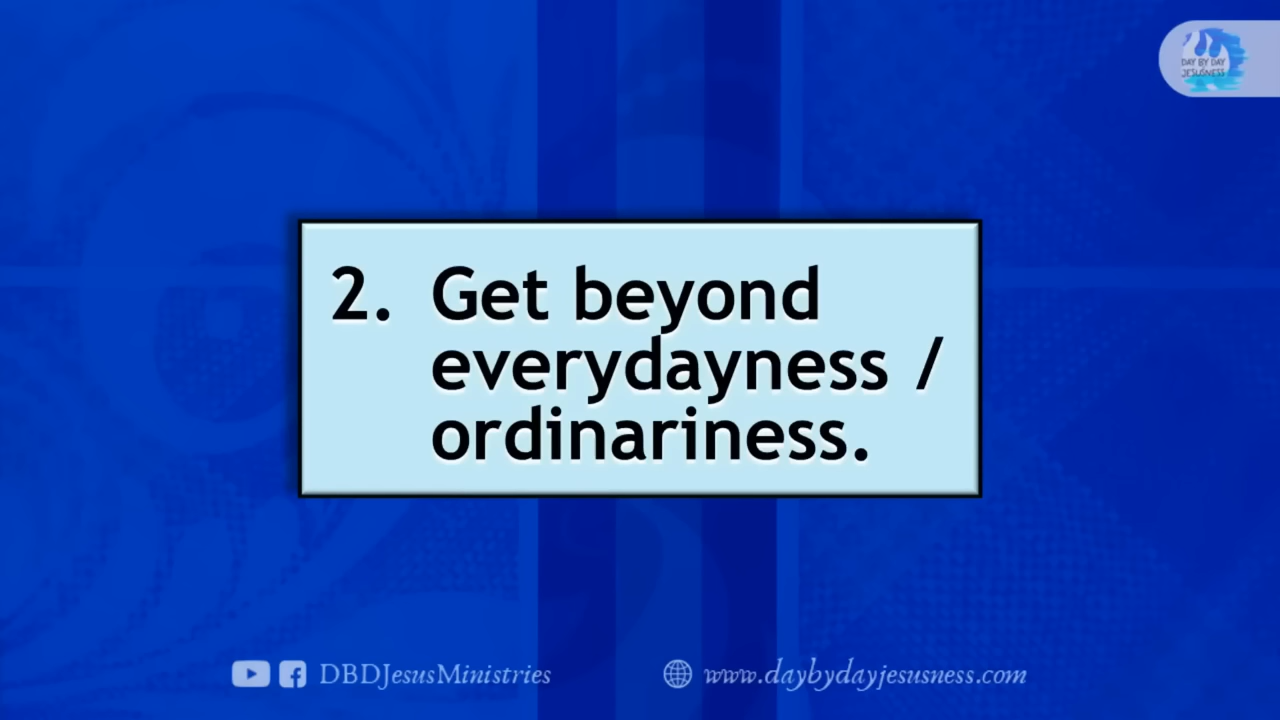 DAY BY DAY
JESUSNESS
2. Get beyond
everydayness /
ordinariness.
DBDJesusMinistries
www.daybydayjesusness.com